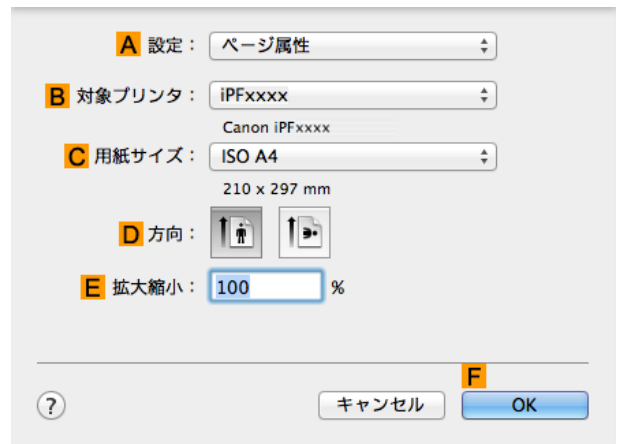 A 設定： ページ属性
B 対象プリンタ： iPFxxxx
Canon iPFxxxx
C 用紙サイズ： ISO A4
210 x 297 mm
D 方向：
E 拡大縮小： 100 %
F
? キャンセル OK